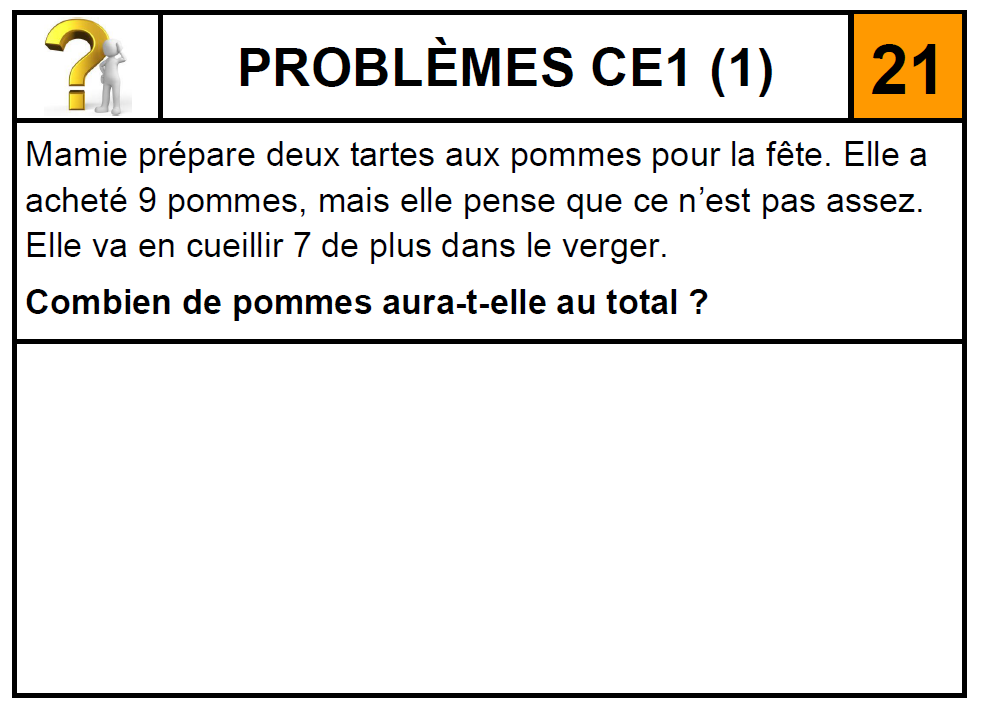 PROBLÈMES CE1 (1)
21
Mamie prépare deux tartes aux pommes pour la fête. Elle a
acheté 9 pommes, mais elle pense que ce n’est pas assez.
Elle va en cueillir 7 de plus dans le verger.
Combien de pommes aura-t-elle au total ?